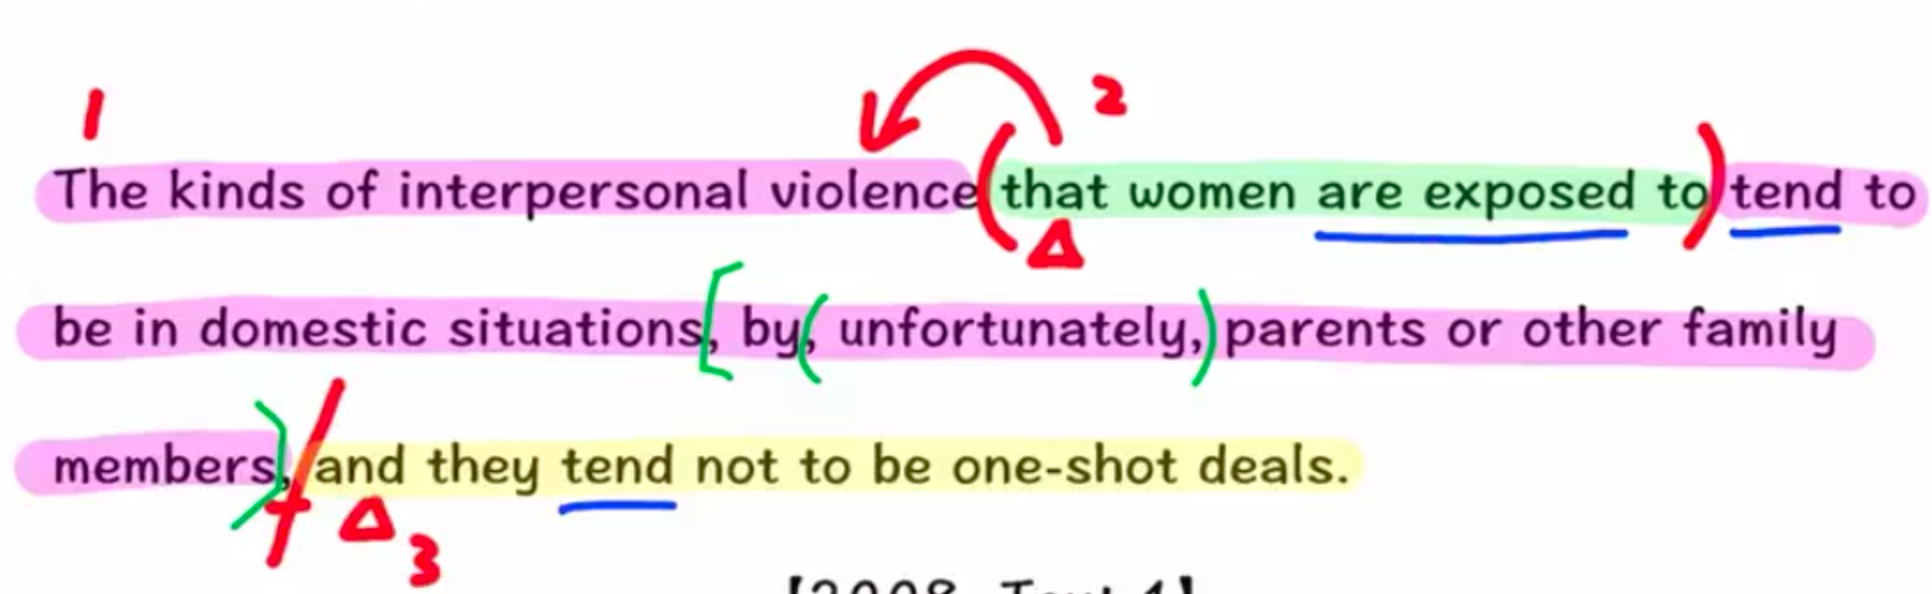 1 2
The kinds of interpersonal violence (that women are exposed to) tend to
be in domestic situations[, by(, unfortunately,) parents or other family
members], and they tend not to be one-shot deals.
3